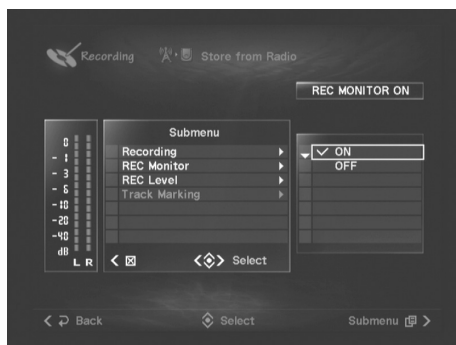 Recording Store from Radio
REC MONITOR ON
Submenu
Recording
REC Monitor
REC Level
Track Marking
ON
OFF
0
- 1
- 3
- 6
-10
-20
-40
dB
L R
Select
Back Select Submenu